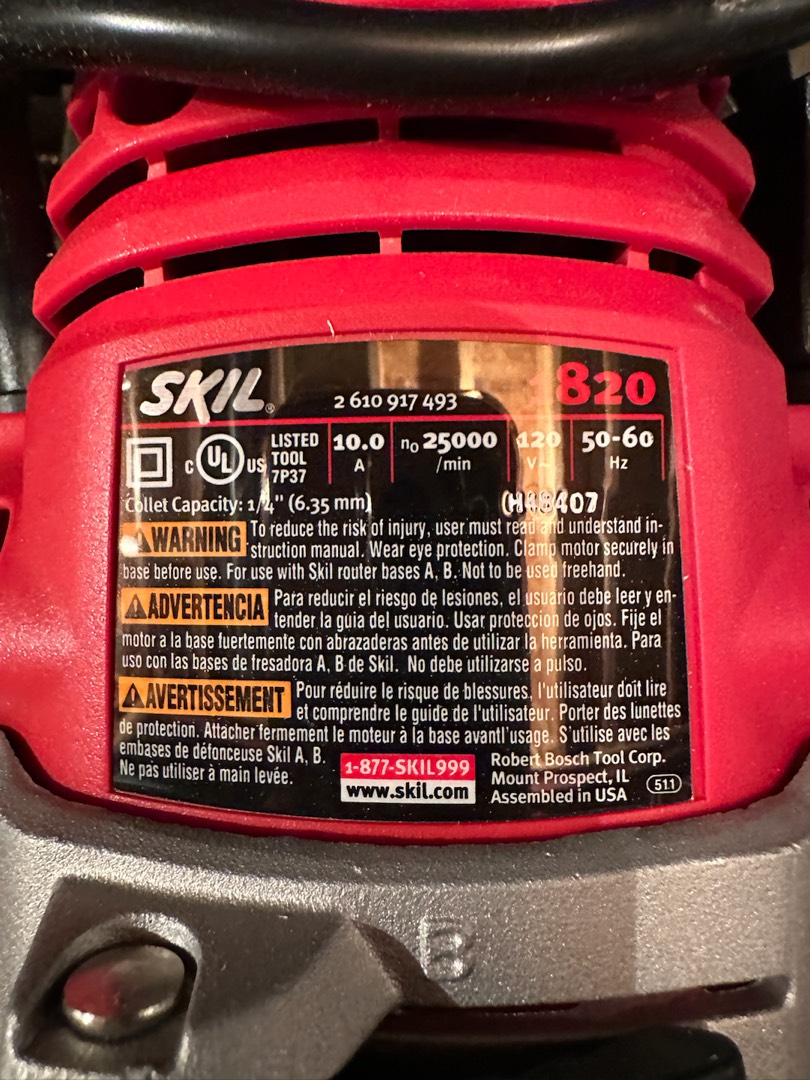 SKIL® 2 610 917 493 1820
C UL US LISTED TOOL 7P37 10.0 A n0 25000 /min 120 V~ 50-60 Hz
Collet Capacity: 1/4" (6.35 mm)
⚠WARNING To reduce the risk of injury, user must read and understand in-
struction manual. Wear eye protection. Clamp motor securely in
base before use. For use with Skil router bases A, B. Not to be used freehand.
⚠ADVERTENCIA Para reducir el riesgo de lesiones, el usuario debe leer y en-
tender la guia del usuario. Usar protección de ojos. Fije el
motor a la base fuertemente con abrazaderas antes de utilizar la herramienta. Para
uso con las bases de fresadora A, B de Skil. No debe utilizarse a pulso.
⚠AVERTISSEMENT Pour réduire le risque de blessures, l'utilisateur doit lire
et comprendre le guide de l'utilisateur. Porter des lunettes
de protection. Attacher fermement le moteur à la base avantl'usage. S'utilise avec les
embases de défonceuse Skil A, B.
Ne pas utiliser à main levée.
1-877-SKIL999
www.skil.com
Robert Bosch Tool Corp.
Mount Prospect, IL
Assembled in USA 511
B